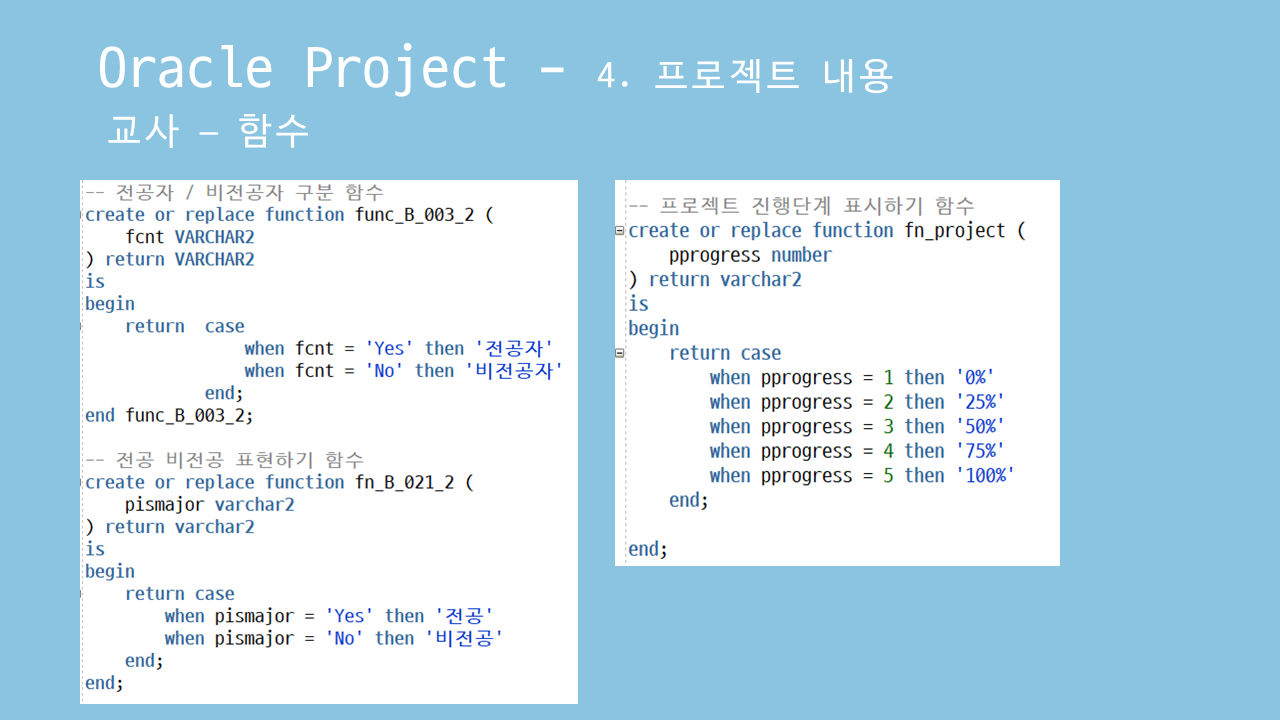 Oracle Project - 4. 프로젝트 내용
교사 – 함수
-- 전공자 / 비전공자 구분 함수
create or replace function func_B_003_2 (
    fcnt VARCHAR2
) return VARCHAR2
is
begin
    return  case
                when fcnt = 'Yes' then '전공자'
                when fcnt = 'No' then '비전공자'
            end;
end func_B_003_2;
-- 전공 비전공 표현하기 함수
create or replace function fn_B_021_2 (
    pismajor varchar2
) return varchar2
is
begin
    return case
        when pismajor = 'Yes' then '전공'
        when pismajor = 'No' then '비전공'
    end;
end;
-- 프로젝트 진행단계 표시하기 함수
create or replace function fn_project (
    pprogress number
) return varchar2
is
begin
    return case
        when pprogress = 1 then '0%'
        when pprogress = 2 then '25%'
        when pprogress = 3 then '50%'
        when pprogress = 4 then '75%'
        when pprogress = 5 then '100%'
    end;
end;